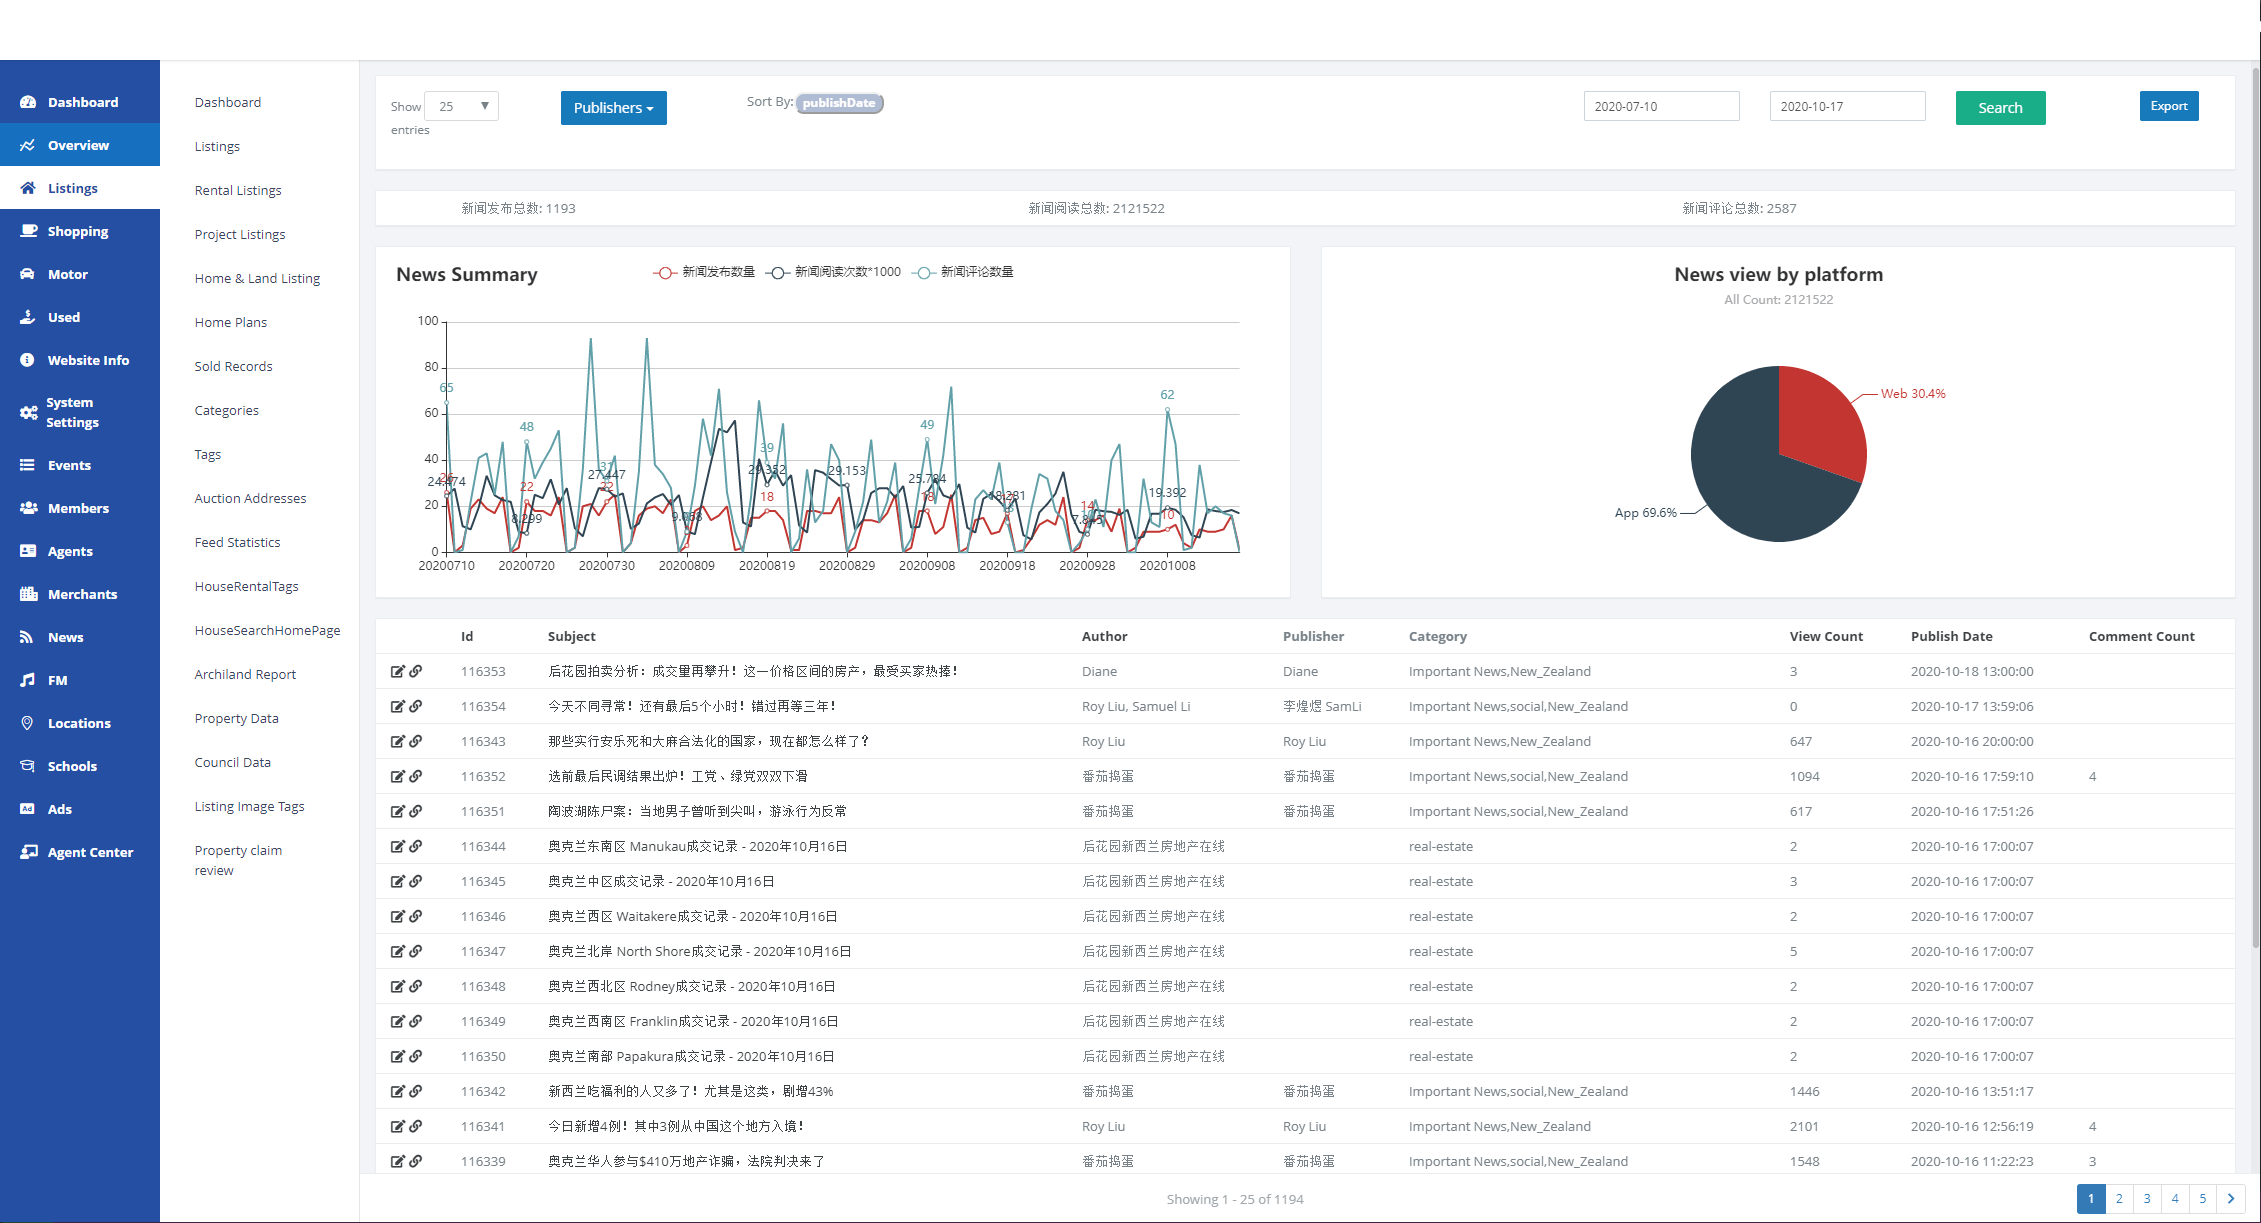 Dashboard
Overview
Listings
Shopping
Motor
Used
Website Info
System
Settings
Events
Members
Agents
Merchants
News
FM
Locations
Schools
Ads
Agent Center
Dashboard
Listings
Rental Listings
Project Listings
Home & Land Listing
Home Plans
Sold Records
Categories
Tags
Auction Addresses
Feed Statistics
HouseRentalTags
HouseSearchHomePage
Archiland Report
Property Data
Council Data
Listing Image Tags
Property claim
review
Show 25
entries
Publishers
Sort By: publishDate
2020-07-10
2020-10-17
Search
Export
新闻发布总数: 1193
新闻阅读总数: 2121522
新闻评论总数: 2587
News Summary
新闻发布数量 新闻阅读次数*1000 新闻评论数量
100
80
60
40
20
0
65
48
31
39
49
62
26
22
22
18
18
14
10
24.474
8.299
27.447
29.352
29.153
25.784
19.392
20200710 20200720 20200730 20200809 20200819 20200829 20200908 20200918 20200928 20201008
News view by platform
All Count: 2121522
Web 30.4%
App 69.6%
Id Subject Author Publisher Category View Count Publish Date Comment Count
116353 后花园拍卖分析：成交量再攀升！这一价格区间的房产，最受买家热捧！ Diane Diane Important News,New_Zealand 3 2020-10-18 13:00:00
116354 今天不同寻常！还有最后5个小时！错过再等三年！ Roy Liu, Samuel Li 李煌煜 SamLi Important News,social,New_Zealand 0 2020-10-17 13:59:06
116343 那些实行安乐死和大麻合法化的国家，现在都怎么样了？ Roy Liu Roy Liu Important News,New_Zealand 647 2020-10-16 20:00:00
116352 选前最后民调结果出炉！工党、绿党双双下滑 番茄捣蛋 番茄捣蛋 Important News,social,New_Zealand 1094 2020-10-16 17:59:10 4
116351 陶波湖陈尸案：当地男子曾听到尖叫，游泳行为反常 番茄捣蛋 番茄捣蛋 Important News,social,New_Zealand 617 2020-10-16 17:51:26
116344 奥克兰东南区 Manukau成交记录 - 2020年10月16日 后花园新西兰房地产在线 real-estate 2 2020-10-16 17:00:07
116345 奥克兰中区成交记录 - 2020年10月16日 后花园新西兰房地产在线 real-estate 3 2020-10-16 17:00:07
116346 奥克兰西区 Waitakere成交记录 - 2020年10月16日 后花园新西兰房地产在线 real-estate 2 2020-10-16 17:00:07
116347 奥克兰北岸 North Shore成交记录 - 2020年10月16日 后花园新西兰房地产在线 real-estate 5 2020-10-16 17:00:07
116348 奥克兰西北区 Rodney成交记录 - 2020年10月16日 后花园新西兰房地产在线 real-estate 2 2020-10-16 17:00:07
116349 奥克兰西南区 Franklin成交记录 - 2020年10月16日 后花园新西兰房地产在线 real-estate 2 2020-10-16 17:00:07
116350 奥克兰南部 Papakura成交记录 - 2020年10月16日 后花园新西兰房地产在线 real-estate 2 2020-10-16 17:00:07
116342 新西兰吃福利的人又多了！尤其是这类，剧增43% 番茄捣蛋 番茄捣蛋 Important News,social,New_Zealand 1446 2020-10-16 13:51:17
116341 今日新增4例！其中3例从中国这个地方入境！ Roy Liu Roy Liu Important News,New_Zealand 2101 2020-10-16 12:56:19 4
116339 奥克兰华人参与$410万地产诈骗，法院判决来了 番茄捣蛋 番茄捣蛋 Important News,social,New_Zealand 1548 2020-10-16 11:22:23 3
Showing 1 - 25 of 1194
1 2 3 4 5